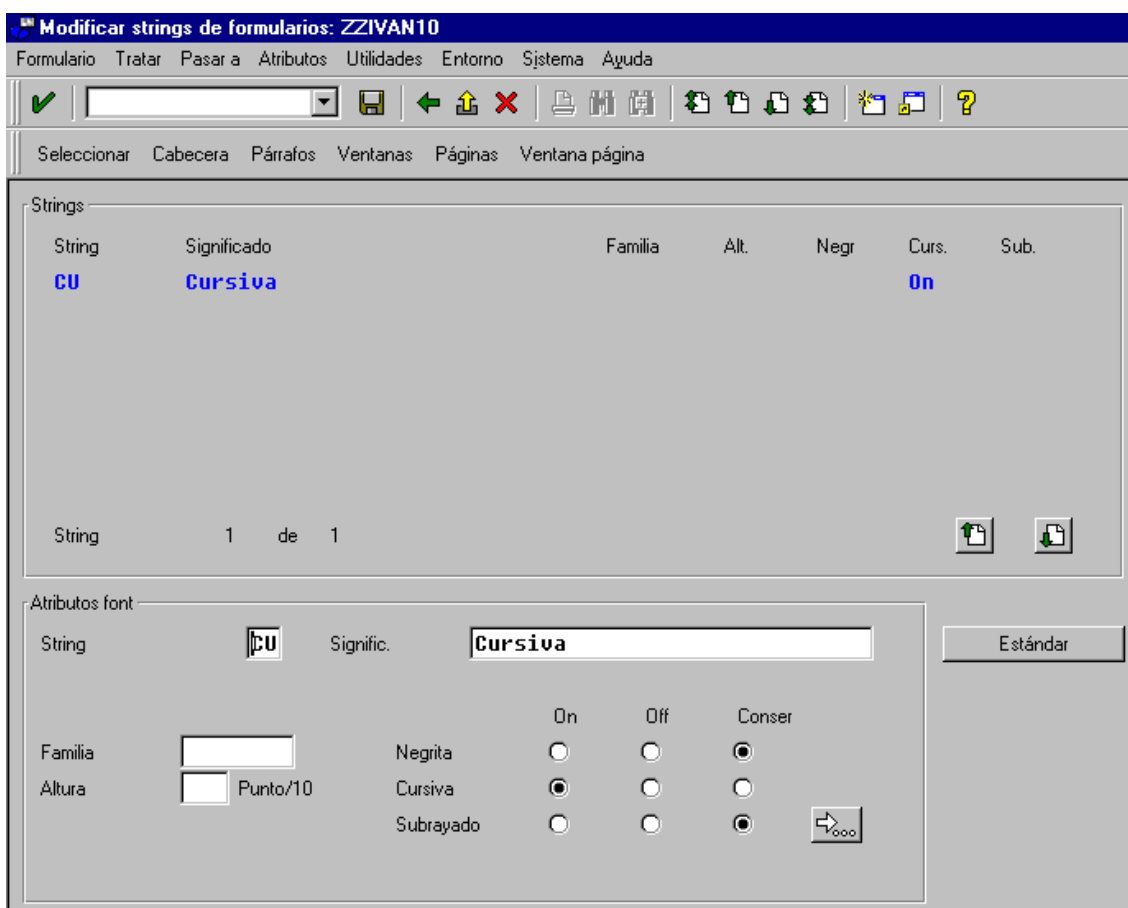 Modificar strings de formularios: ZZIVAN10
Formulario Tratar Pasar a Atributos Utilidades Entorno Sistema Ayuda
Seleccionar Cabecera Párrafos Ventanas Páginas Ventana página
Strings
String Significado Familia Alt. Negr Curs. Sub.
CU Cursiva On
String 1 de 1
Atributos font
String CU Signific. Cursiva Estándar
On Off Conser
Familia Negrita
Altura Punto/10 Cursiva
Subrayado